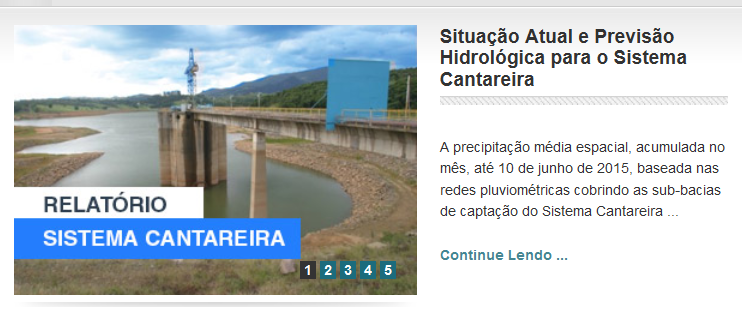 Situação Atual e Previsão
Hidrológica para o Sistema
Cantareira
A precipitação média espacial, acumulada no
mês, até 10 de junho de 2015, baseada nas
redes pluviométricas cobrindo as sub-bacias
de captação do Sistema Cantareira ...
Continue Lendo ...
RELATÓRIO
SISTEMA CANTAREIRA
1 2 3 4 5